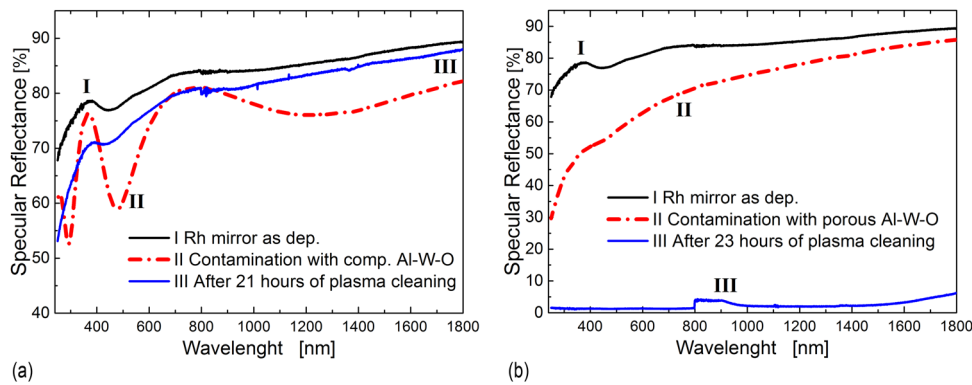 90
80
70
60
50
40
Specular Reflectance [%]
I
II
III
I Rh mirror as dep.
II Contamination with comp. Al-W-O
III After 21 hours of plasma cleaning
400 600 800 1000 1200 1400 1600 1800
Wavelenght [nm]
(a)
100
90
80
70
60
50
40
30
20
10
0
Specular Reflectance [%]
I
II
I Rh mirror as dep.
II Contamination with porous Al-W-O
III After 23 hours of plasma cleaning
III
400 600 800 1000 1200 1400 1600 1800
Wavelenght [nm]
(b)